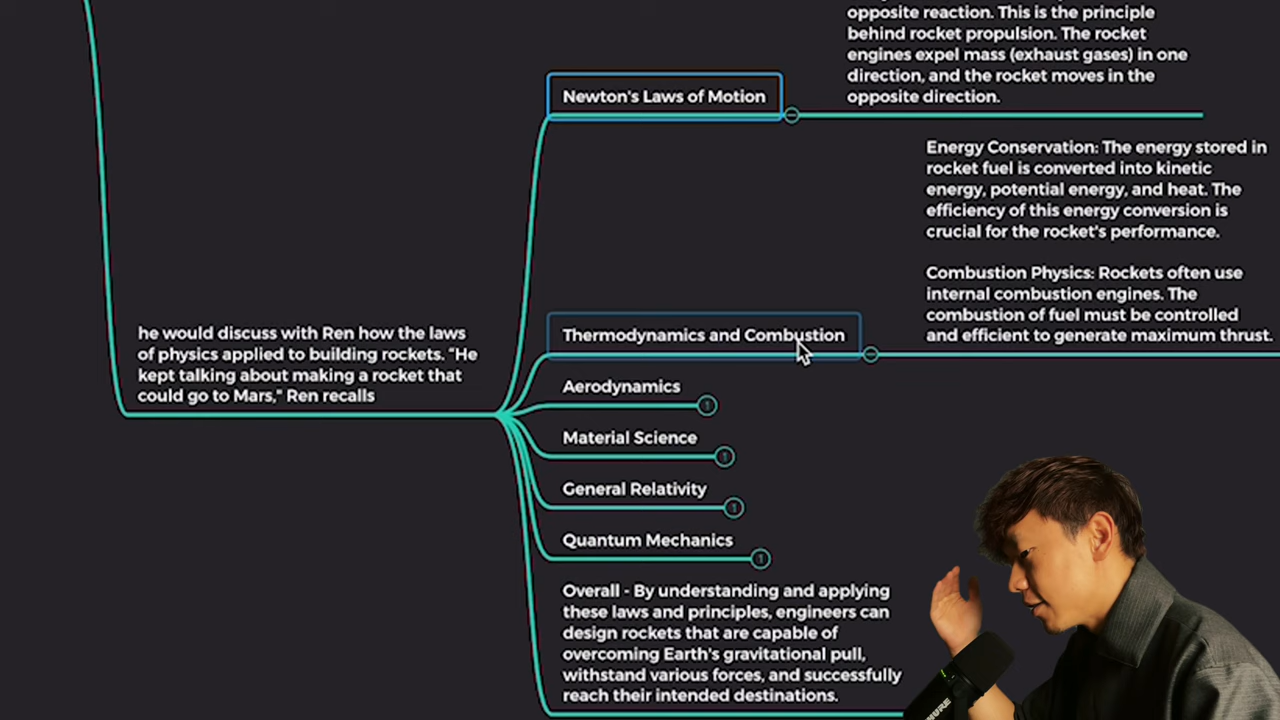 opposite reaction. This is the principle
behind rocket propulsion. The rocket
engines expel mass (exhaust gases) in one
direction, and the rocket moves in the
opposite direction.
Newton's Laws of Motion
Energy Conservation: The energy stored in
rocket fuel is converted into kinetic
energy, potential energy, and heat. The
efficiency of this energy conversion is
crucial for the rocket's performance.
Combustion Physics: Rockets often use
internal combustion engines. The
combustion of fuel must be controlled
and efficient to generate maximum thrust.
he would discuss with Ren how the laws
of physics applied to building rockets. "He
kept talking about making a rocket that
could go to Mars," Ren recalls
Thermodynamics and Combustion
Aerodynamics
1
Material Science
1
General Relativity
1
Quantum Mechanics
1
Overall - By understanding and applying
these laws and principles, engineers can
design rockets that are capable of
overcoming Earth's gravitational pull,
withstand various forces, and successfully
reach their intended destinations.